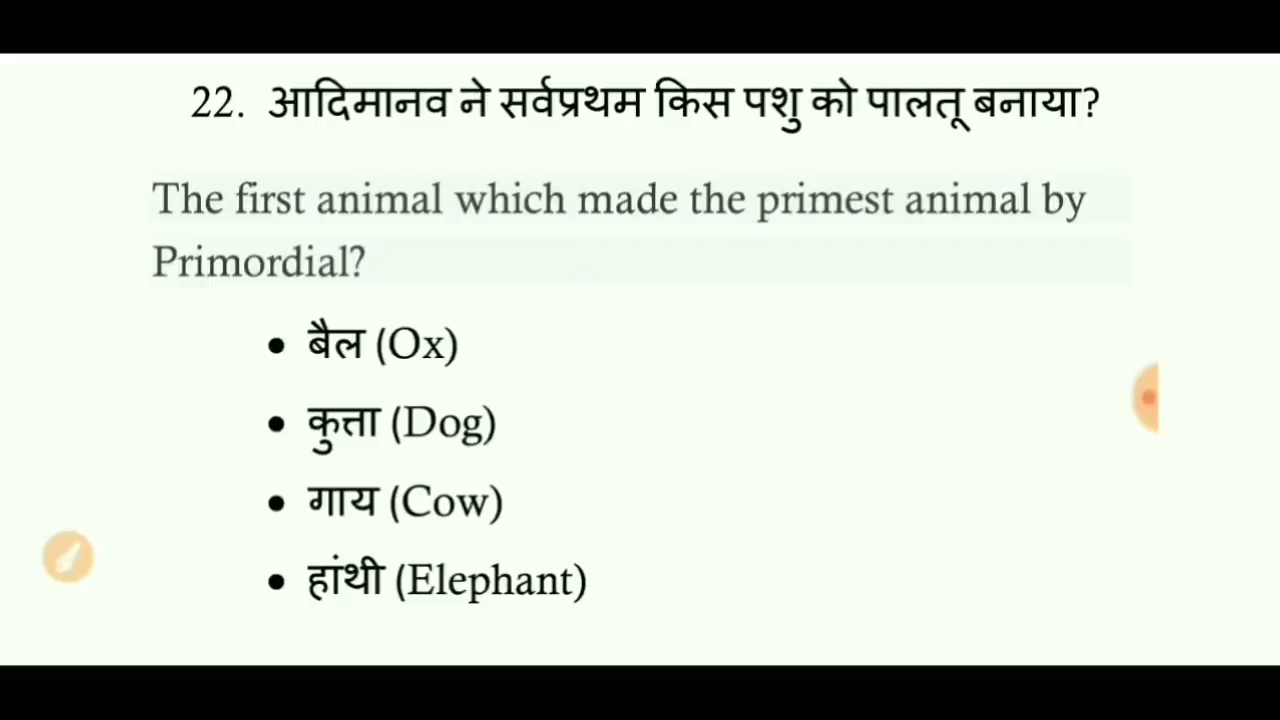 22. आदिमानव ने सर्वप्रथम किस पशु को पालतू बनाया?
The first animal which made the primest animal by
Primordial?
• बैल (Ox)
• कुत्ता (Dog)
• गाय (Cow)
• हांथी (Elephant)